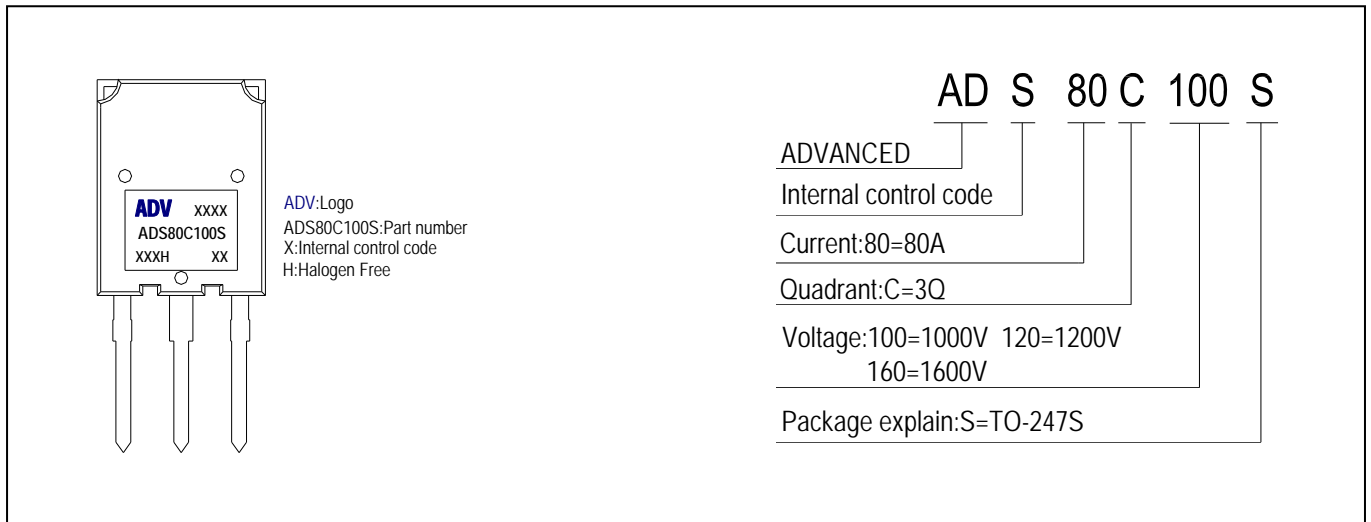 ADV XXXX
ADS80C100S
XXXH XX
ADV:Logo
ADS80C100S:Part number
X:Internal control code
H:Halogen Free
AD S 80 C 100 S
ADVANCED
Internal control code
Current:80=80A
Quadrant:C=3Q
Voltage:100=1000V 120=1200V
160=1600V
Package explain:S=TO-247S